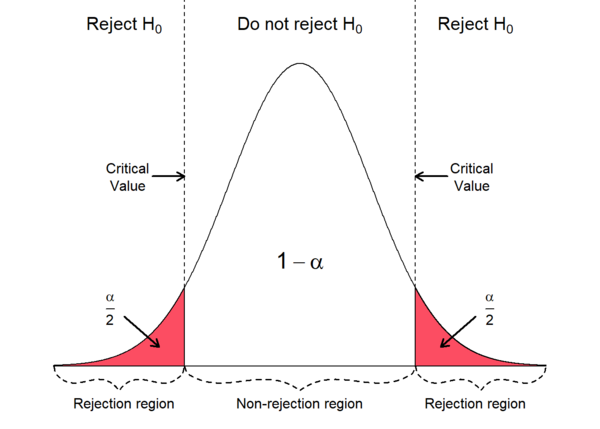 Reject H₀
Do not reject H₀
Reject H₀
Critical
Value
Critical
Value
1 − α
α
2
α
2
Rejection region
Non-rejection region
Rejection region